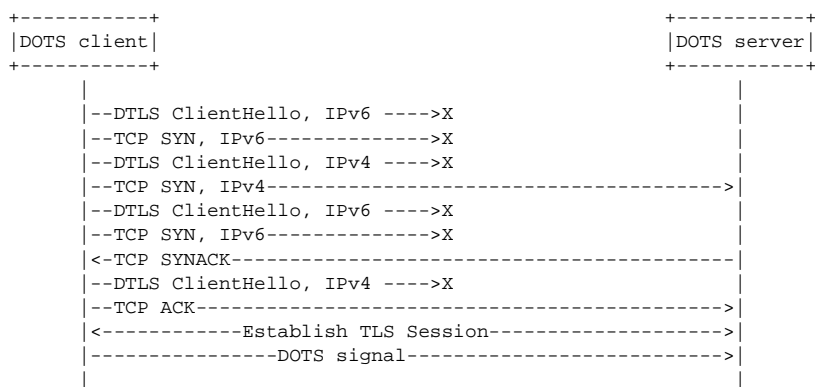 +-----------+                                     +-----------+
|DOTS client|                                     |DOTS server|
+-----------+                                     +-----------+
      |                                                 |
      |--DTLS ClientHello, IPv6 ---->X                  |
      |--TCP SYN, IPv6-------------->X                  |
      |--DTLS ClientHello, IPv4 ---->X                  |
      |--TCP SYN, IPv4--------------------------------->|
      |--DTLS ClientHello, IPv6 ---->X                  |
      |--TCP SYN, IPv6-------------->X                  |
      |<-TCP SYNACK-------------------------------------|
      |--DTLS ClientHello, IPv4 ---->X                  |
      |--TCP ACK--------------------------------------->|
      |<------------Establish TLS Session-------------->|
      |----------------DOTS signal--------------------->|
      |                                                 |